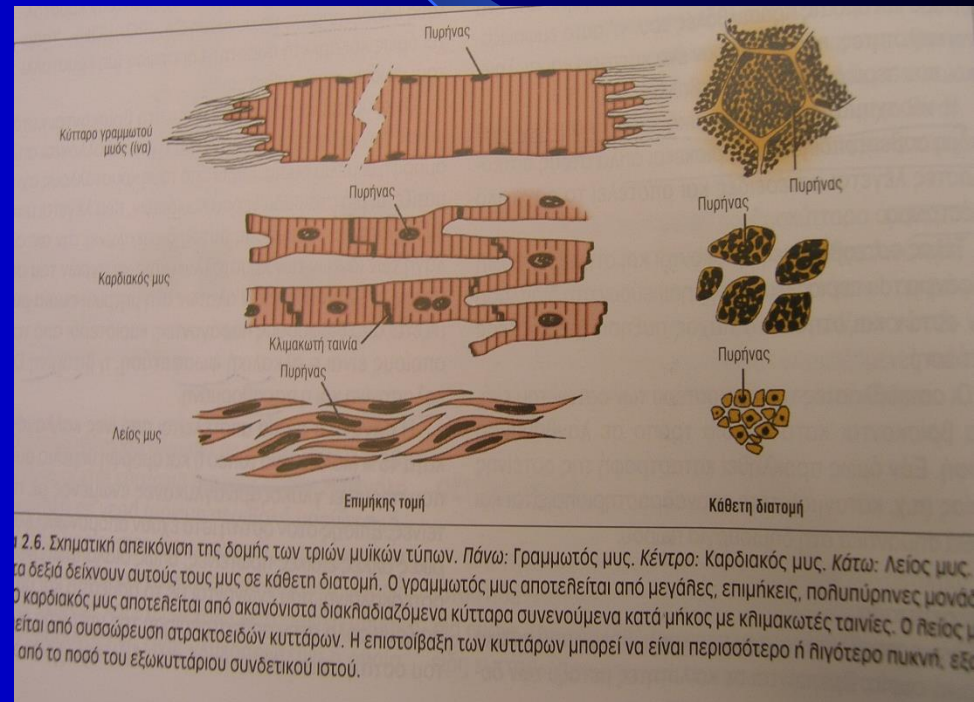 Πυρήνας
Κύτταρο γραμμωτού
μυός (ίνα)
Πυρήνας
Πυρήνας
Πυρήνας
Καρδιακός μυς
Κλιμακωτή ταινία
Πυρήνας
Πυρήνας
Λείος μυς
Επιμήκης τομή
Κάθετη διατομή
2.6. Σχηματική απεικόνιση της δομής των τριών μυϊκών τύπων. Πάνω: Γραμμωτός μυς. Κέντρο: Καρδιακός μυς. Κάτω: Λείος μυς.
τα δεξιά δείχνουν αυτούς τους μυς σε κάθετη διατομή. Ο γραμμωτός μυς αποτελείται από μεγάλες, επιμήκεις, πολυπύρηνες
Ο καρδιακός μυς αποτελείται από ακανόνιστα διακλαδιαζόμενα κύτταρα συνενούμενα κατά μήκος με κλιμακωτές ταινίες. Ο λείος
είται από συσσώρευση ατρακτοειδών κυττάρων. Η επιστοίβαξη των κυττάρων μπορεί να είναι περισσότερο ή λιγότερο πυκνή,
από το ποσό του εξωκυττάριου συνδετικού ιστού.